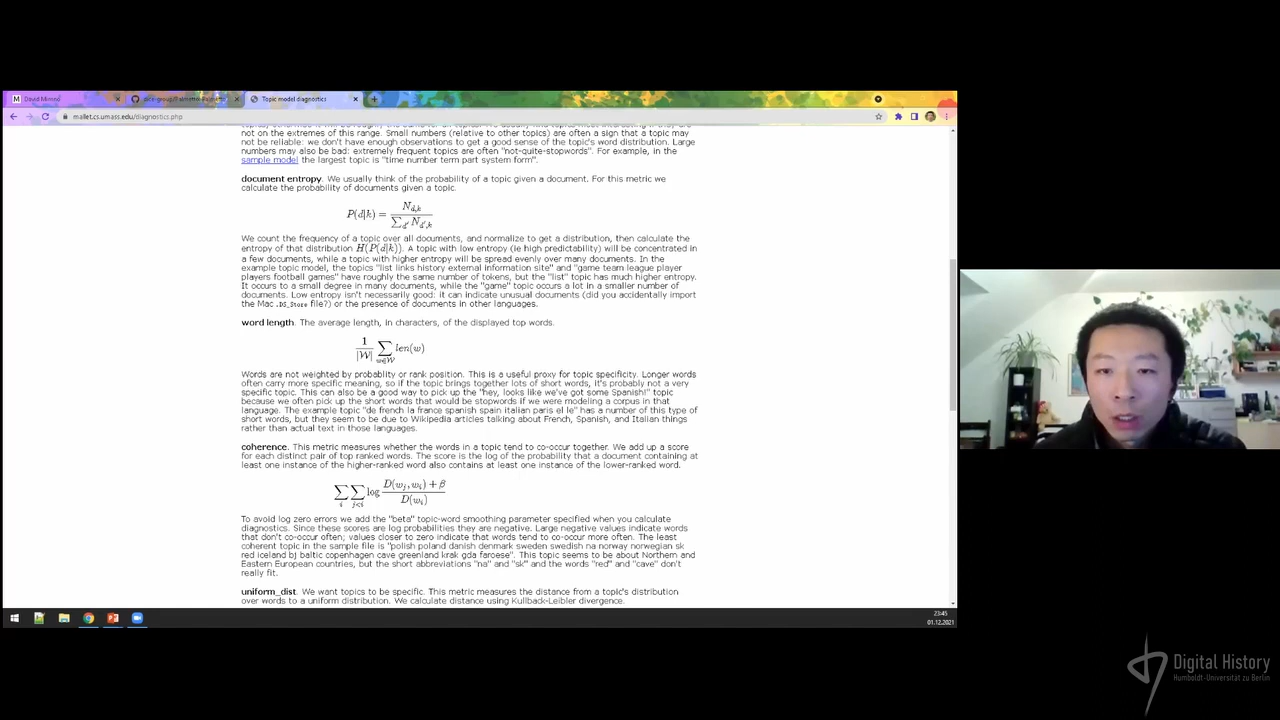 David Mimno
Topic model diagnostics
mallet.cs.umass.edu/diagnostics.php
not on the extremes of this range. Small numbers (relative to other topics) are often a sign that a topic may
not be reliable: we don't have enough observations to get a good sense of the topic's word distribution. Large
numbers may also be bad: extremely frequent topics are often "not-quite-stopwords". For example, in the
sample model the largest topic is "time number term part system form".
document entropy. We usually think of the probability of a topic given a document. For this metric we
calculate the probability of documents given a topic.
P(d|k) = N_{d,k} / ∑_{d'} N_{d',k}
We count the frequency of a topic over all documents, and normalize to get a distribution, then calculate the
entropy of that distribution H(P(d|k)). A topic with low entropy (ie high predictability) will be concentrated in
a few documents, while a topic with higher entropy will be spread evenly over many documents. In the
example topic model, the topics "list links history external information site" and "game team league player
players football games" have roughly the same number of tokens, but the "list" topic has much higher entropy.
It occurs to a small degree in many documents, while the "game" topic occurs a lot in a smaller number of
documents. Low entropy isn't necessarily good: it can indicate unusual documents (did you accidentally import
the Mac .DS_Store file?) or the presence of documents in other languages.
word length. The average length, in characters, of the displayed top words.
1/|W| ∑_{w∈W} len(w)
Words are not weighted by probablity or rank position. This is a useful proxy for topic specificity. Longer words
often carry more specific meaning, so if the topic brings together lots of short words, it's probably not a very
specific topic. This can also be a good way to pick up the "hey, looks like we've got some Spanish!" topic
because we often pick up the short words that would be stopwords if we were modeling a corpus in that
language. The example topic "de french la france spanish spain italian paris el le" has a number of this type of
short words, but they seem to be due to Wikipedia articles talking about French, Spanish, and Italian things
rather than actual text in those languages.
coherence. This metric measures whether the words in a topic tend to co-occur together. We add up a score
for each distinct pair of top ranked words. The score is the log of the probability that a document containing at
least one instance of the higher-ranked word also contains at least one instance of the lower-ranked word.
∑_i ∑_{j<i} log (D(w_j, w_i) + β) / D(w_i)
To avoid log zero errors we add the "beta" topic-word smoothing parameter specified when you calculate
diagnostics. Since these scores are log probabilities they are negative. Large negative values indicate words
that don't co-occur often; values closer to zero indicate that words tend to co-occur more often. The least
coherent topic in the sample file is "polish poland danish denmark sweden swedish na norway norwegian sk
red iceland bj baltic copenhagen cave greenland krak gda faroese". This topic seems to be about Northern and
Eastern European countries, but the short abbreviations "na" and "sk" and the words "red" and "cave" don't
really fit.
uniform_dist. We want topics to be specific. This metric measures the distance from a topic's distribution
over words to a uniform distribution. We calculate distance using Kullback-Leibler divergence.
23:45
01.12.2021
Digital History
Humboldt-Universität zu Berlin